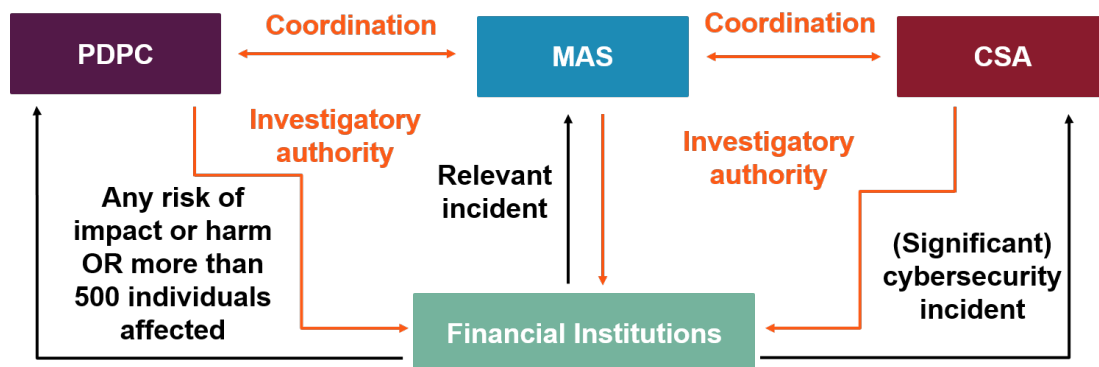 Coordination
Coordination
PDPC
MAS
CSA
Investigatory
authority
Investigatory
authority
Relevant
incident
Any risk of
impact or harm
OR more than
500 individuals
affected
(Significant)
cybersecurity
incident
Financial Institutions